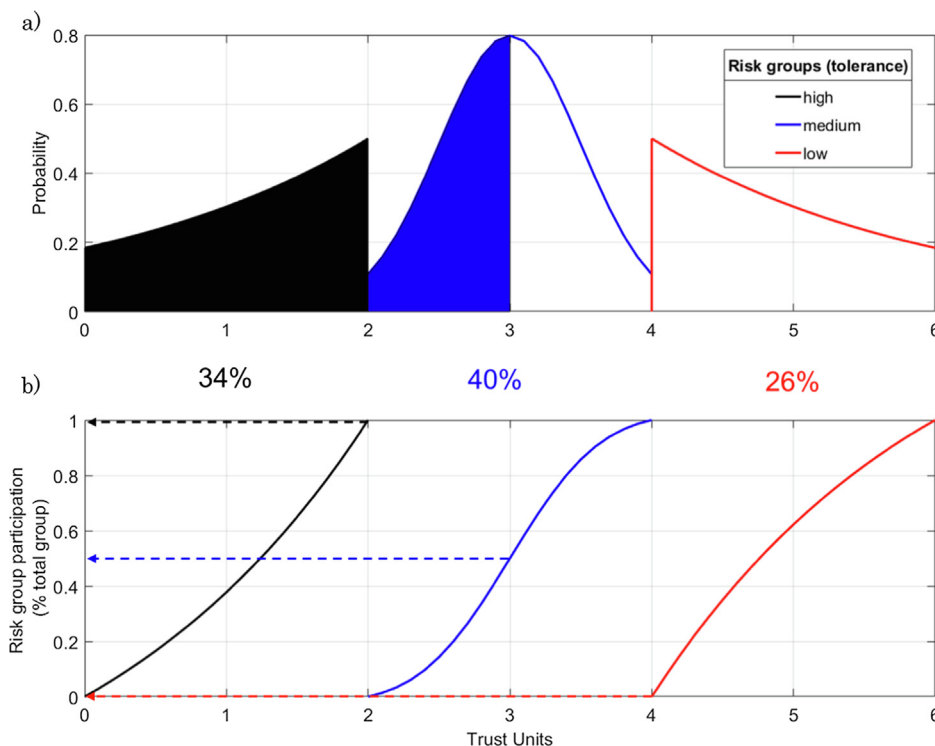 a)
Probability
0.8
0.6
0.4
0.2
0
0 1 2 3 4 5 6
Risk groups (tolerance)
high
medium
low
34% 40% 26%
b)
Risk group participation
(% total group)
1
0.8
0.6
0.4
0.2
0
0 1 2 3 4 5 6
Trust Units